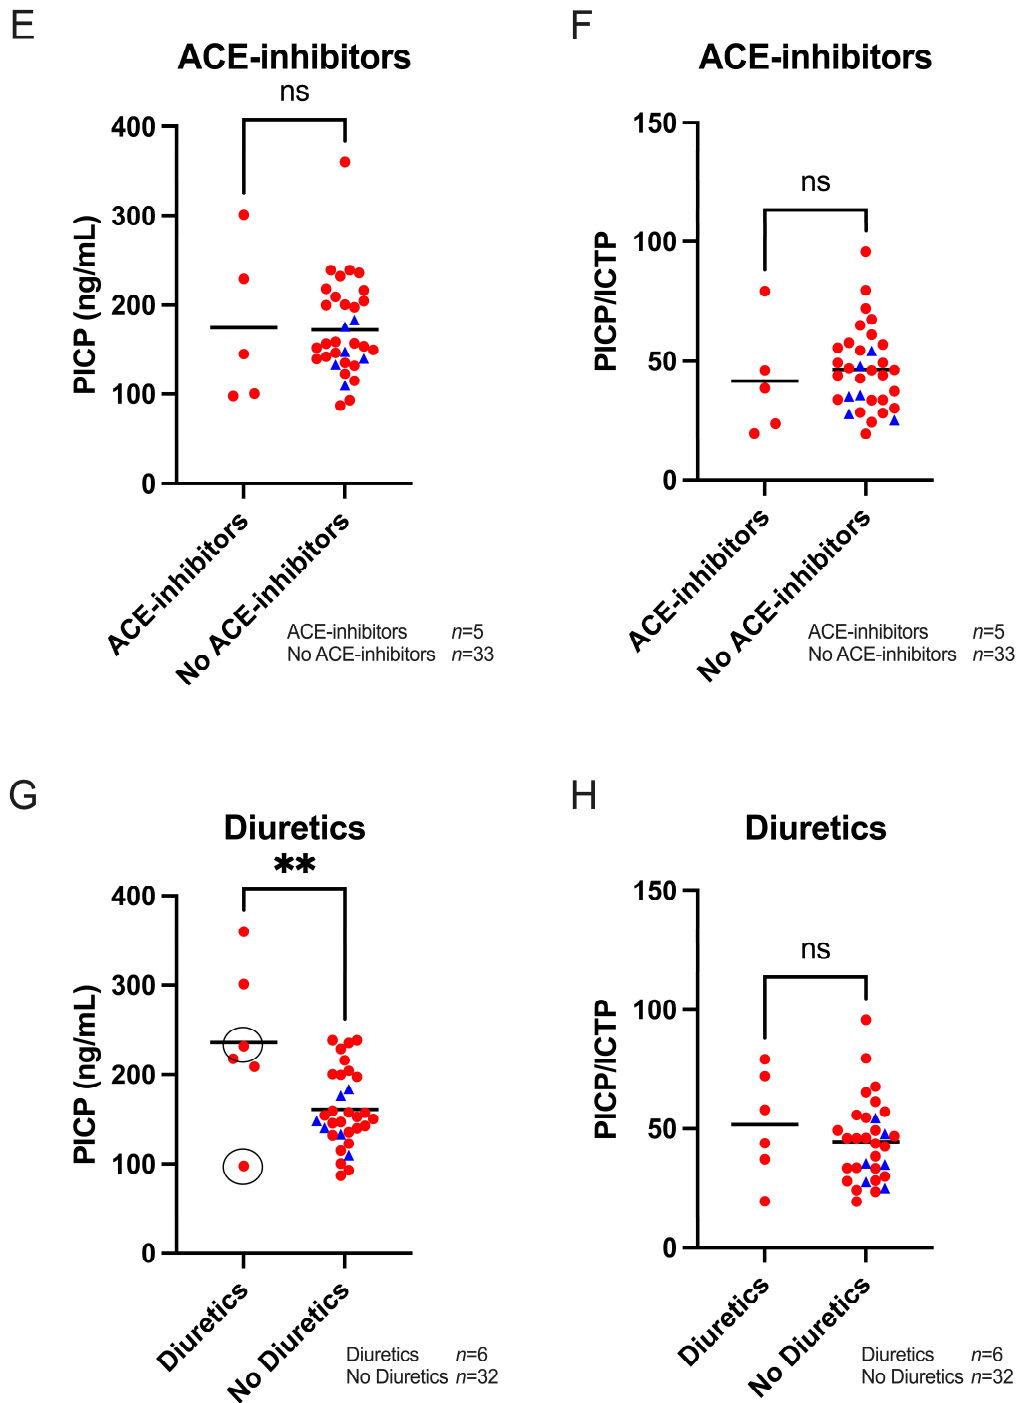 E
ACE-inhibitors
ns
400
300
200
100
0
PICP (ng/mL)
ACE-inhibitors
No ACE-inhibitors
ACE-inhibitors n=5
No ACE-inhibitors n=33
F
ACE-inhibitors
ns
150
100
50
0
PICP/ICTP
ACE-inhibitors
No ACE-inhibitors
ACE-inhibitors n=5
No ACE-inhibitors n=33
G
Diuretics
**
400
300
200
100
0
PICP (ng/mL)
Diuretics
No Diuretics
Diuretics n=6
No Diuretics n=32
H
Diuretics
ns
150
100
50
0
PICP/ICTP
Diuretics
No Diuretics
Diuretics n=6
No Diuretics n=32